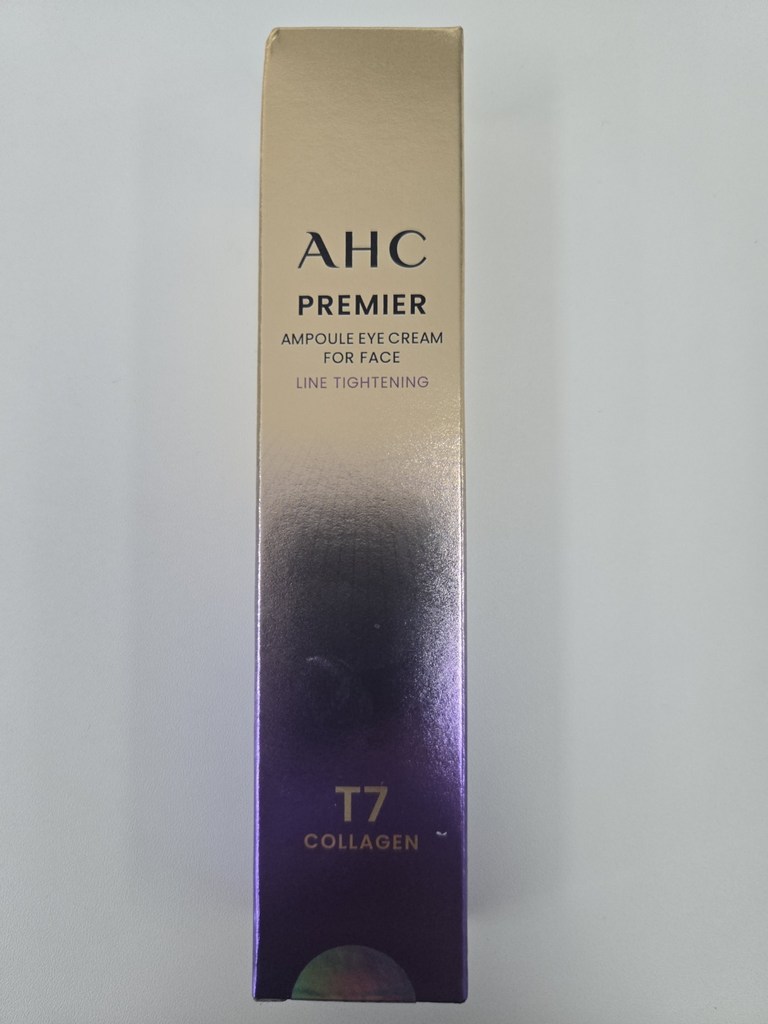 AHC
PREMIER
AMPOULE EYE CREAM
FOR FACE
LINE TIGHTENING
T7
COLLAGEN